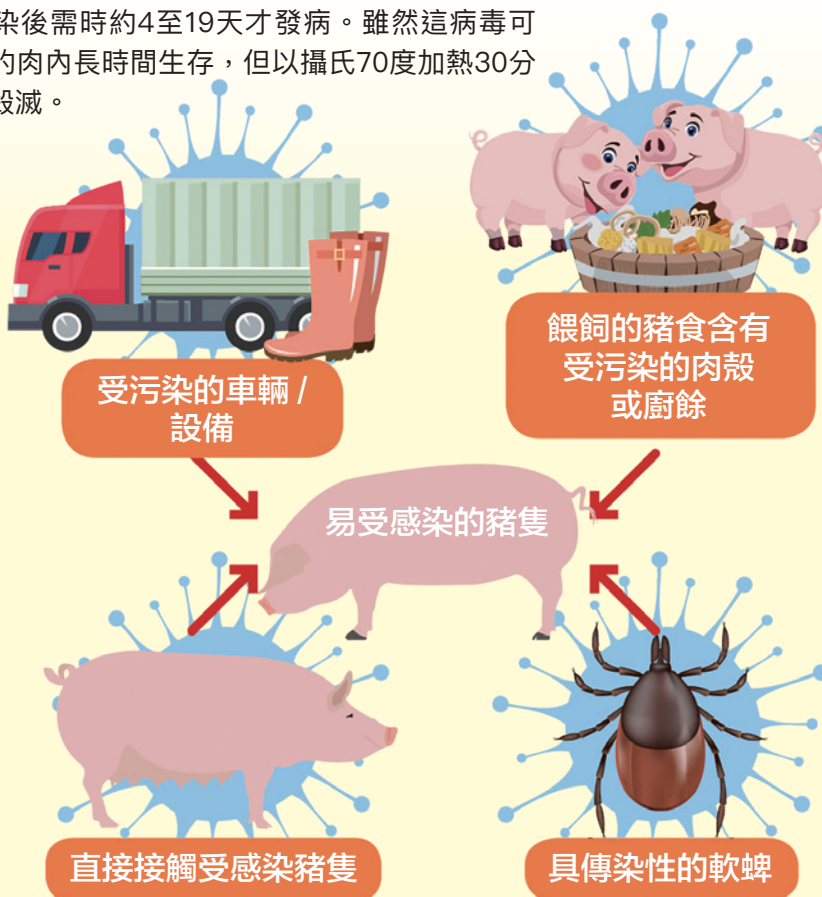 染後需時約4至19天才發病。雖然這病毒可
的肉內長時間生存，但以攝氏70度加熱30分
毀滅。
受污染的車輛 /
設備
餵飼的豬食含有
受污染的肉殼
或廚餘
易受感染的豬隻
直接接觸受感染豬隻
具傳染性的軟蜱